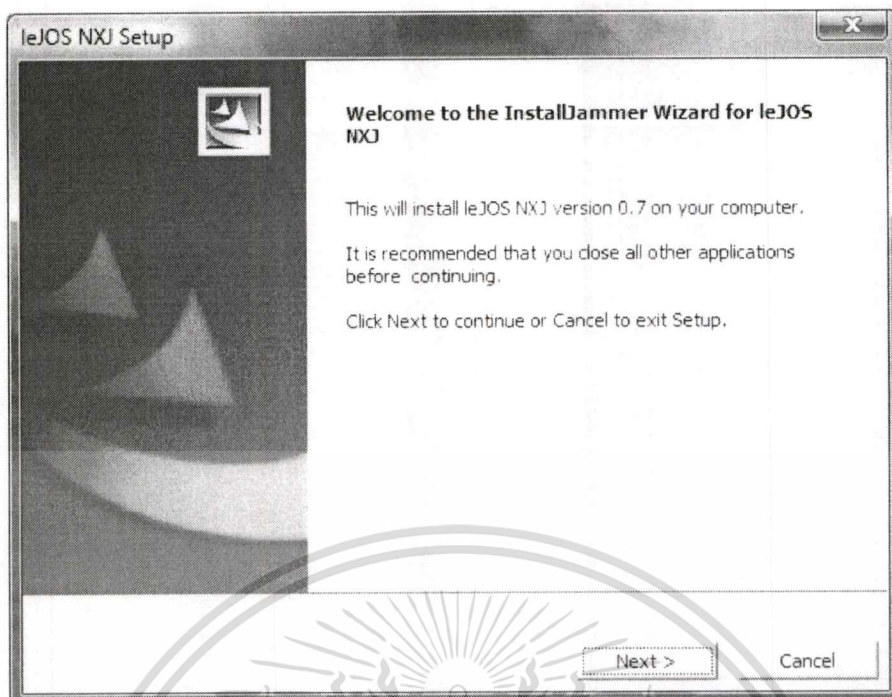 leJOS NXJ Setup
Welcome to the InstallJammer Wizard for leJOS
NXJ
This will install leJOS NXJ version 0.7 on your computer.
It is recommended that you close all other applications
before continuing.
Click Next to continue or Cancel to exit Setup.
Next >
Cancel